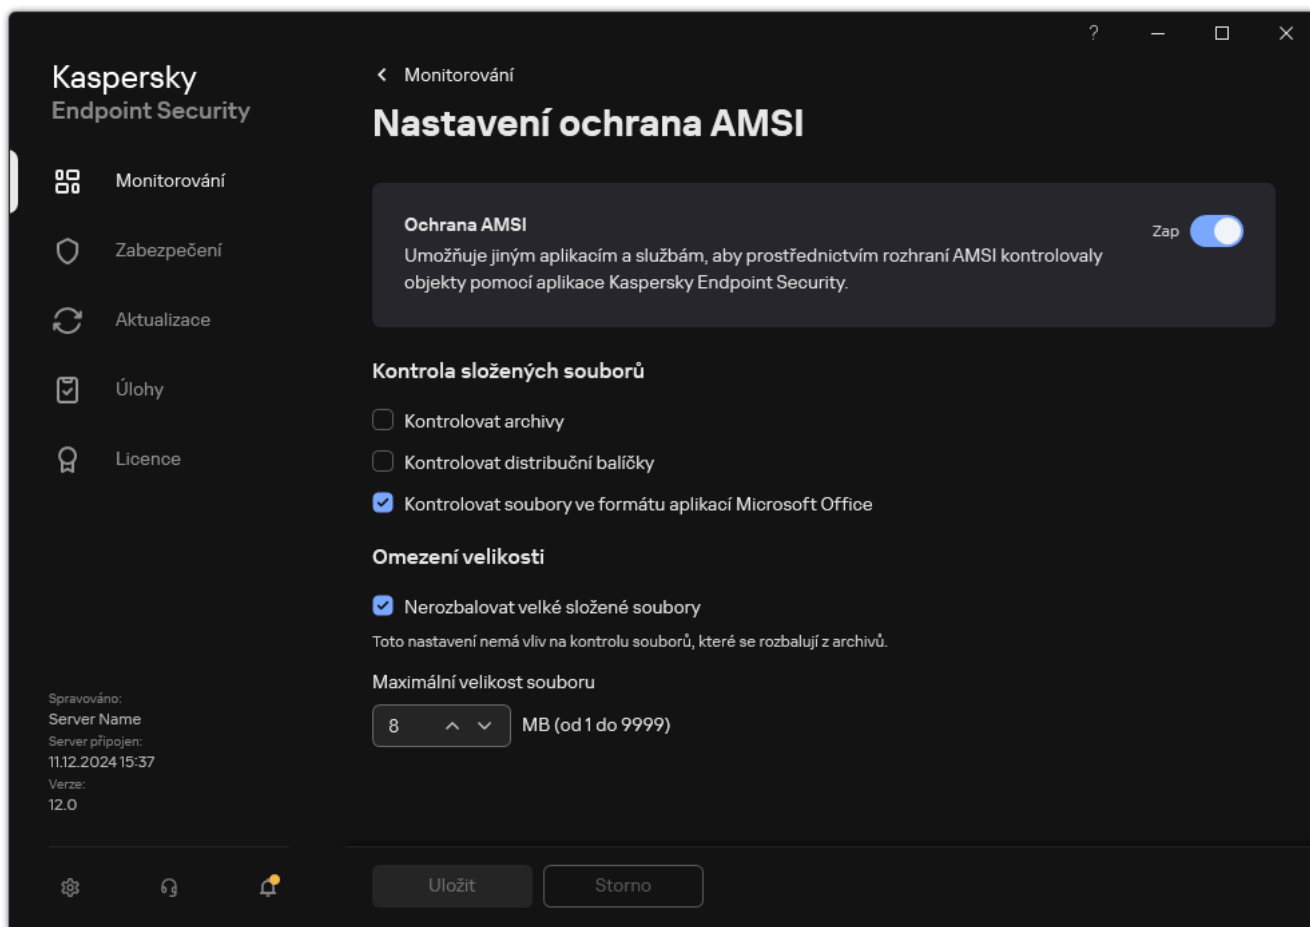 ?
Kaspersky
Endpoint Security
Monitorování
Zabezpečení
Aktualizace
Úlohy
Licence
Spravováno:
Server Name
Server připojen:
11.12.2024 15:37
Verze:
12.0
Monitorování
Nastavení ochrana AMSI
Ochrana AMSI
Zap
Umožňuje jiným aplikacím a službám, aby prostřednictvím rozhraní AMSI kontrolovaly
objekty pomocí aplikace Kaspersky Endpoint Security.
Kontrola složených souborů
Kontrolovat archivy
Kontrolovat distribuční balíčky
Kontrolovat soubory ve formátu aplikací Microsoft Office
Omezení velikosti
Nerozbalovat velké složené soubory
Toto nastavení nemá vliv na kontrolu souborů, které se rozbalují z archivů.
Maximální velikost souboru
8 MB (od 1 do 9999)
Uložit Storno